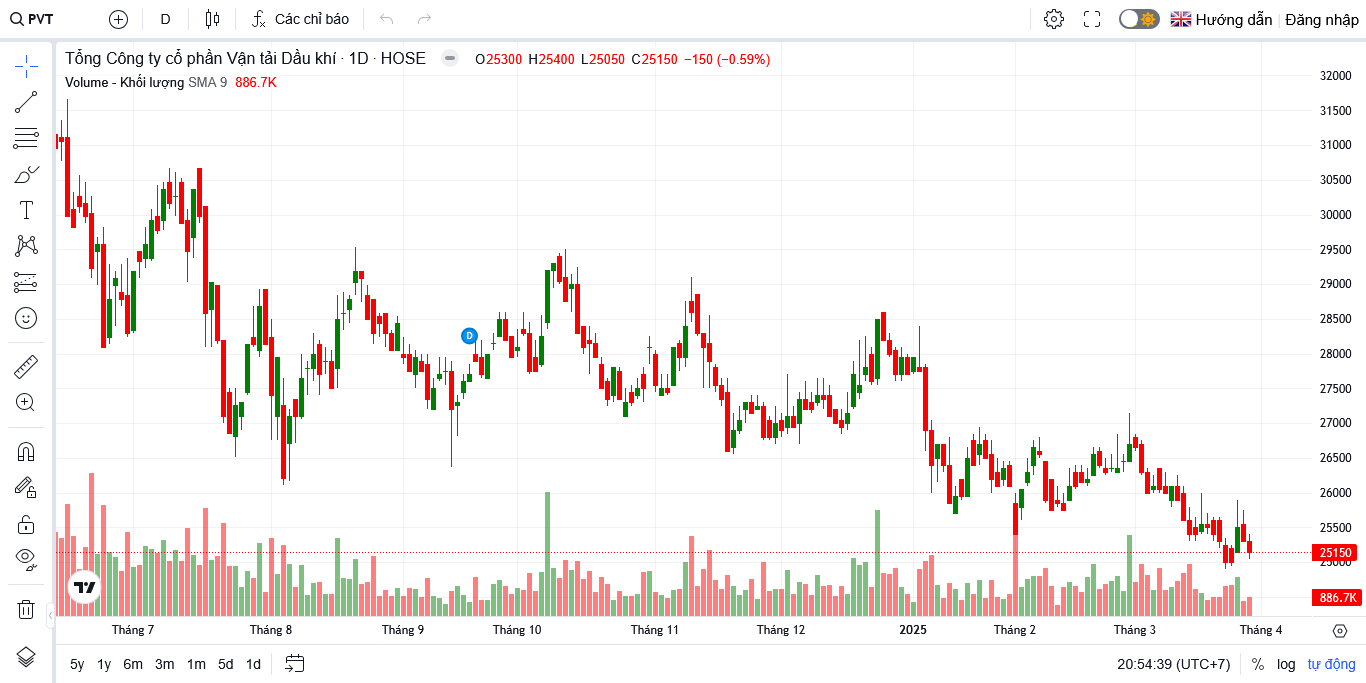 PVT D Các chỉ báo Hướng dẫn Đăng nhập
Tổng Công ty cổ phần Vận tải Dầu khí · 1D · HOSE O25300 H25400 L25050 C25150 −150 (−0.59%)
Volume - Khối lượng SMA 9 886.7K
32000
31500
31000
30500
30000
29500
29000
28500
D
28000
27500
27000
26500
26000
25500
25150
25000
886.7K
Tháng 7 Tháng 8 Tháng 9 Tháng 10 Tháng 11 Tháng 12 2025 Tháng 2 Tháng 3 Tháng 4
5y 1y 6m 3m 1m 5d 1d 20:54:39 (UTC+7) % log tự động